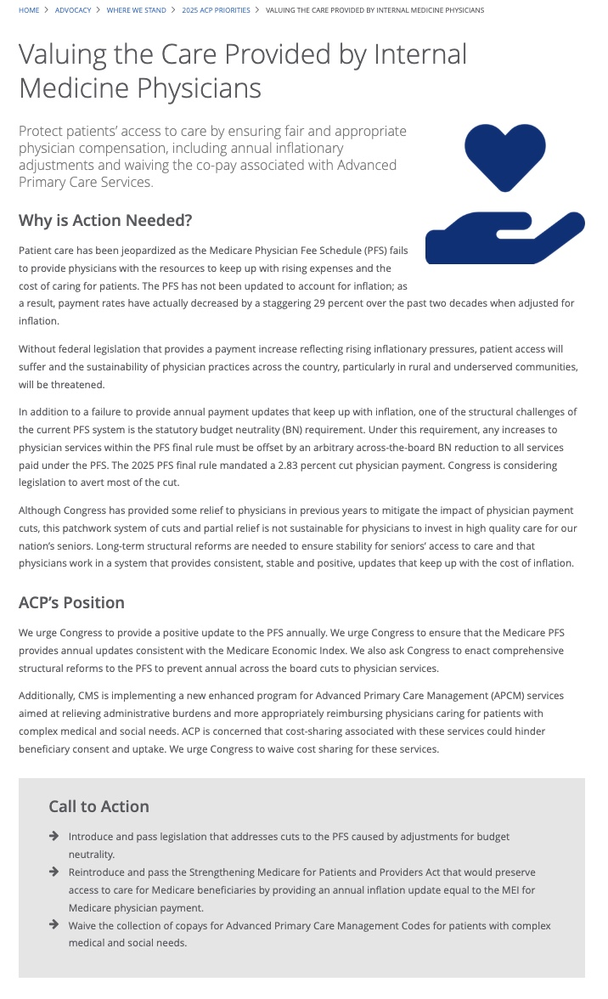 HOME > ADVOCACY > WHERE WE STAND > 2025 ACP PRIORITIES > VALUING THE CARE PROVIDED BY INTERNAL MEDICINE PHYSICIANS
Valuing the Care Provided by Internal
Medicine Physicians
Protect patients’ access to care by ensuring fair and appropriate
physician compensation, including annual inflationary
adjustments and waiving the co-pay associated with Advanced
Primary Care Services.
Why is Action Needed?
Patient care has been jeopardized as the Medicare Physician Fee Schedule (PFS) fails
to provide physicians with the resources to keep up with rising expenses and the
cost of caring for patients. The PFS has not been updated to account for inflation; as
a result, payment rates have actually decreased by a staggering 29 percent over the past two decades when adjusted for
inflation.
Without federal legislation that provides a payment increase reflecting rising inflationary pressures, patient access will
suffer and the sustainability of physician practices across the country, particularly in rural and underserved communities,
will be threatened.
In addition to a failure to provide annual payment updates that keep up with inflation, one of the structural challenges of
the current PFS system is the statutory budget neutrality (BN) requirement. Under this requirement, any increases to
physician services within the PFS final rule must be offset by an arbitrary across-the-board BN reduction to all services
paid under the PFS. The 2025 PFS final rule mandated a 2.83 percent cut physician payment. Congress is considering
legislation to avert most of the cut.
Although Congress has provided some relief to physicians in previous years to mitigate the impact of physician payment
cuts, this patchwork system of cuts and partial relief is not sustainable for physicians to invest in high quality care for our
nation’s seniors. Long-term structural reforms are needed to ensure stability for seniors’ access to care and that
physicians work in a system that provides consistent, stable and positive, updates that keep up with the cost of inflation.
ACP’s Position
We urge Congress to provide a positive update to the PFS annually. We urge Congress to ensure that the Medicare PFS
provides annual updates consistent with the Medicare Economic Index. We also ask Congress to enact comprehensive
structural reforms to the PFS to prevent annual across the board cuts to physician services.
Additionally, CMS is implementing a new enhanced program for Advanced Primary Care Management (APCM) services
aimed at relieving administrative burdens and more appropriately reimbursing physicians caring for patients with
complex medical and social needs. ACP is concerned that cost-sharing associated with these services could hinder
beneficiary consent and uptake. We urge Congress to waive cost sharing for these services.
Call to Action
→ Introduce and pass legislation that addresses cuts to the PFS caused by adjustments for budget
neutrality.
→ Reintroduce and pass the Strengthening Medicare for Patients and Providers Act that would preserve
access to care for Medicare beneficiaries by providing an annual inflation update equal to the MEI for
Medicare physician payment.
→ Waive the collection of copays for Advanced Primary Care Management Codes for patients with complex
medical and social needs.